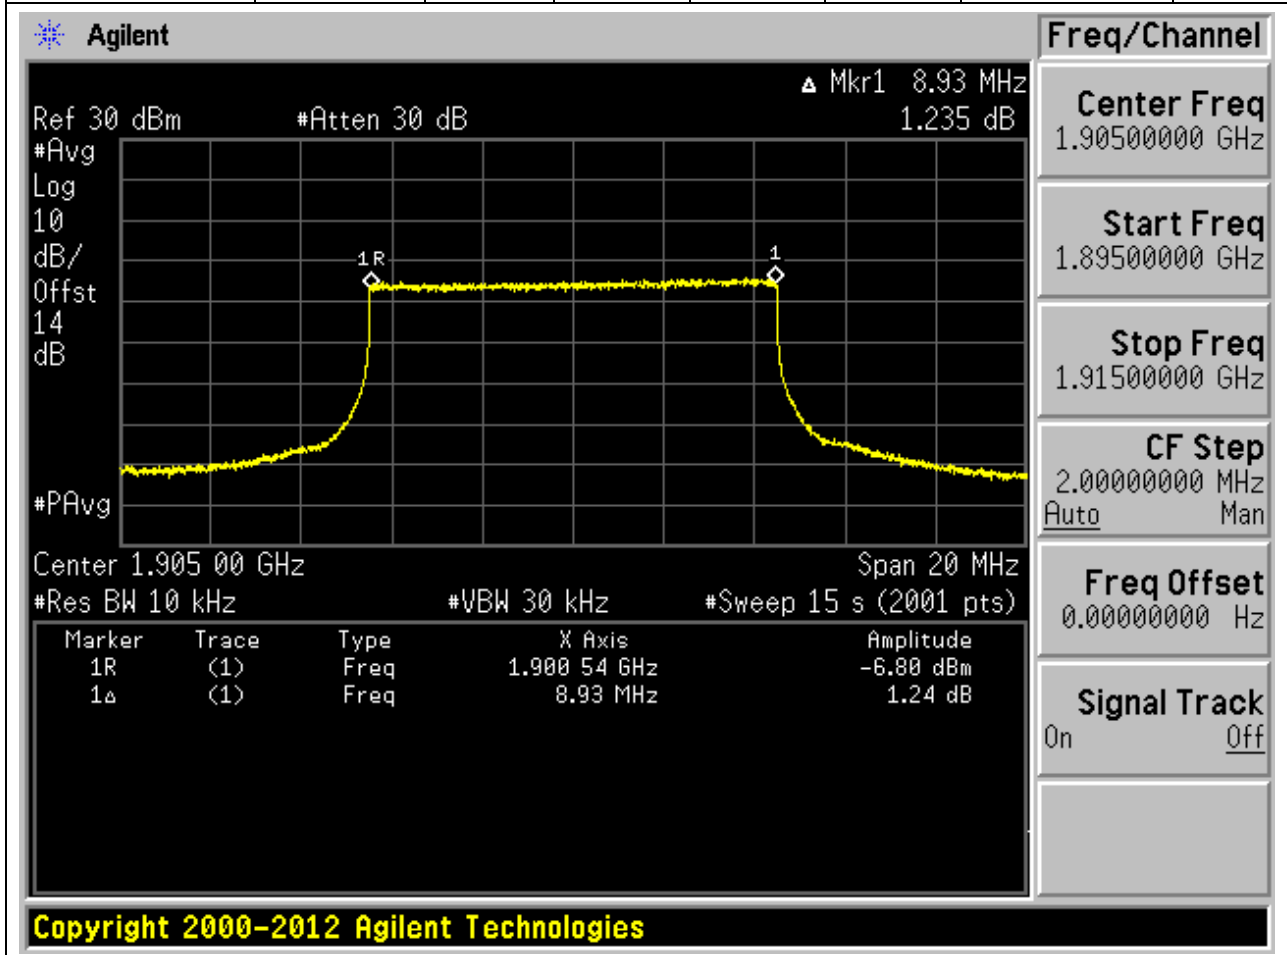 Agilent
Freq/Channel
▵ Mkr1 8.93 MHz
Ref 30 dBm #Atten 30 dB 1.235 dB
#Avg
Log
10
dB/
Offst
14
dB
1R
1
#PAvg
Center 1.905 00 GHz Span 20 MHz
#Res BW 10 kHz #VBW 30 kHz #Sweep 15 s (2001 pts)
Marker Trace Type X Axis Amplitude
1R (1) Freq 1.900 54 GHz -6.80 dBm
1▵ (1) Freq 8.93 MHz 1.24 dB
Center Freq
1.90500000 GHz
Start Freq
1.89500000 GHz
Stop Freq
1.91500000 GHz
CF Step
2.00000000 MHz
Auto Man
Freq Offset
0.00000000 Hz
Signal Track
On Off
Copyright 2000-2012 Agilent Technologies